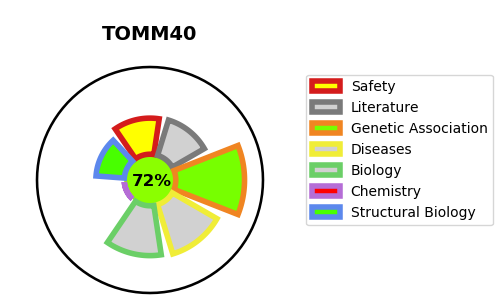 TOMM40
72%
Safety
Literature
Genetic Association
Diseases
Biology
Chemistry
Structural Biology